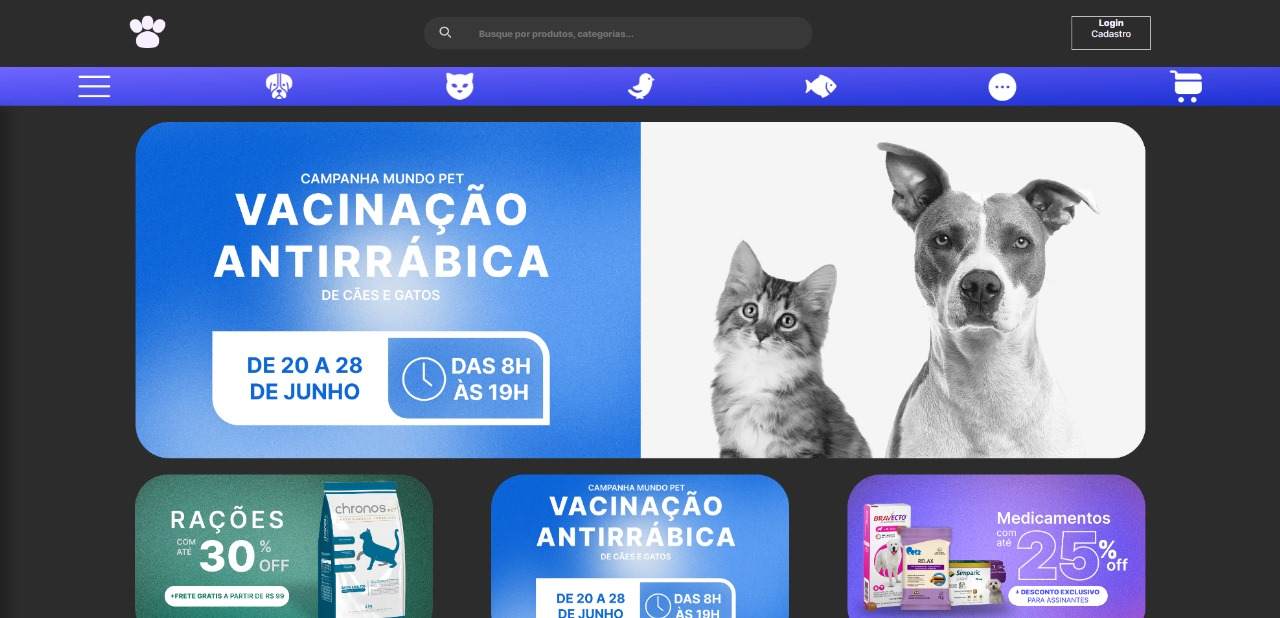 Busque por produtos, categorias...
Login
Cadastro
CAMPANHA MUNDO PET
VACINAÇÃO
ANTIRRÁBICA
DE CÃES E GATOS
DE 20 A 28
DE JUNHO
DAS 8H
ÀS 19H
RAÇÕES
COM
ATÉ
30%
OFF
+FRETE GRATIS A PARTIR DE RS 99
chronos PET
CAMPANHA MUNDO PET
VACINAÇÃO
ANTIRRÁBICA
DE CÃES E GATOS
DE 20 A 28
DE JUNHO
DAS 8H
ÀS 19H
BRAVECTO
Petz
RELAX
Simparic
Medicamentos
com
até
25%
off
+ DESCONTO EXCLUSIVO
PARA ASSINANTES